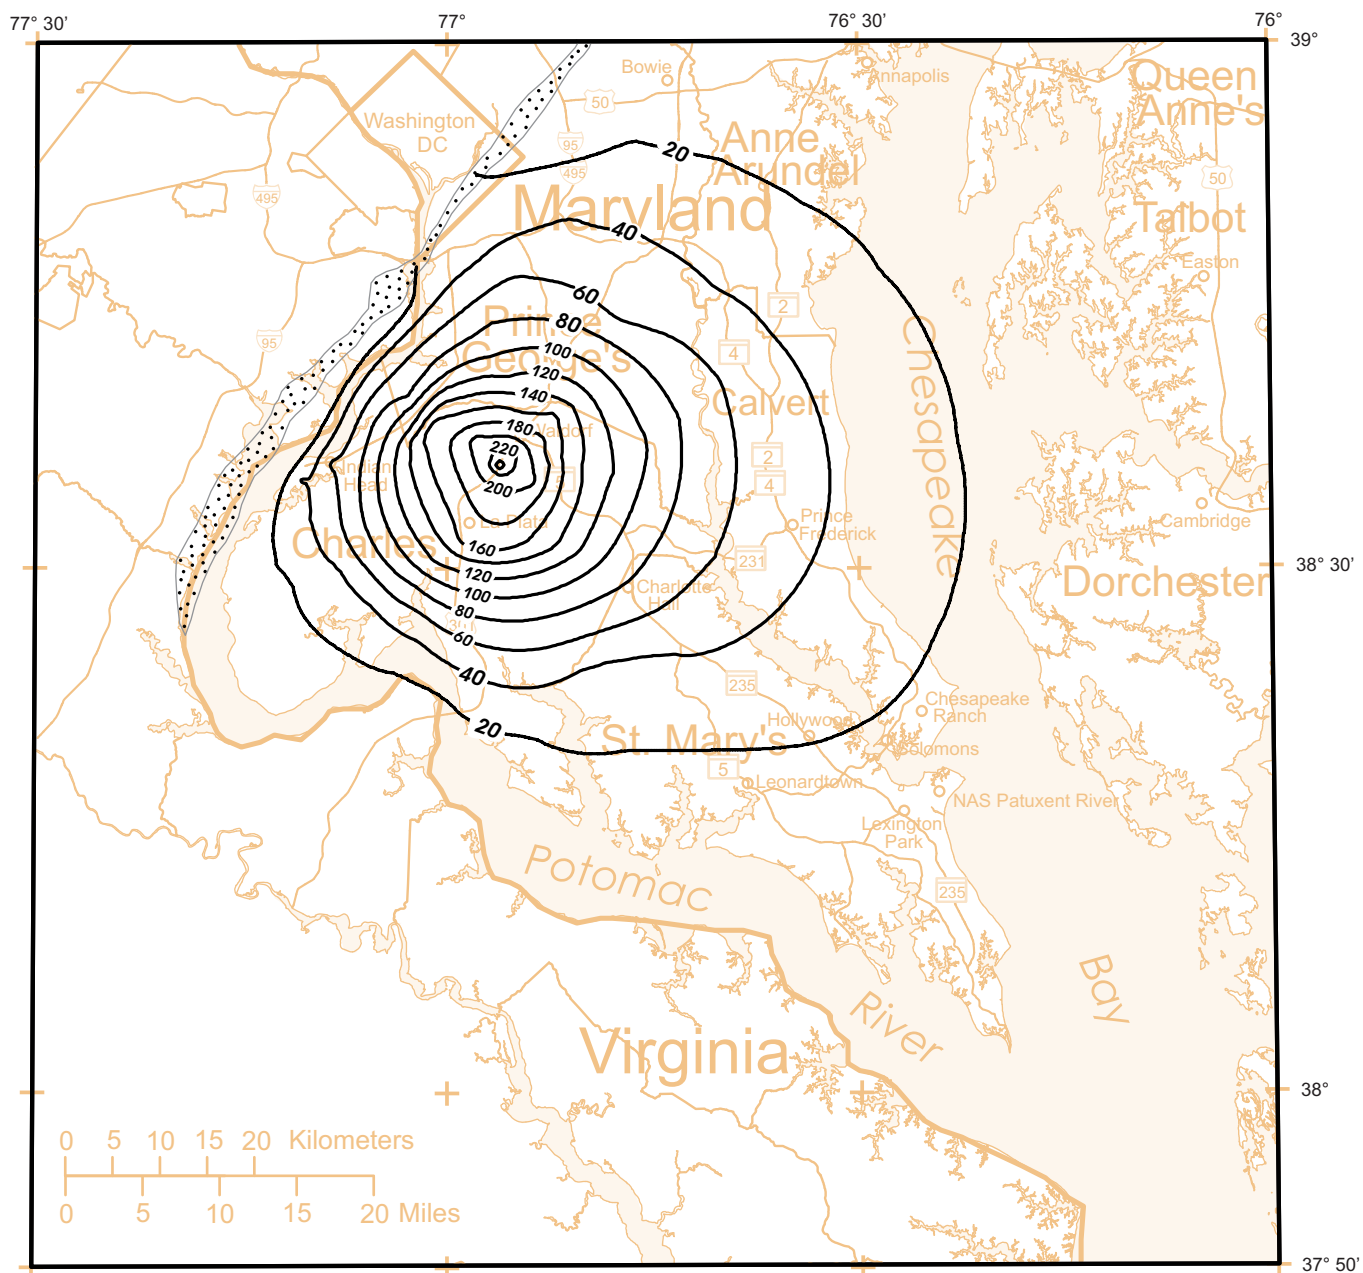 77° 30'
77°
76° 30'
76°
39°
Bowie
Annapolis
Queen
Anne's
50
Washington
DC
95
495
Anne
Arundel
20
50
495
Maryland
Talbot
40
Easton
60
2
Prince
George's
80
95
100
4
Chesapeake
120
140
Calvert
180
Waldorf
220
2
Indian
Head
200
5
4
La Plata
Prince
Frederick
Cambridge
Charles
160
231
38° 30'
120
Charlotte
Hall
Dorchester
100
80
60
301
40
235
Chesapeake
Ranch
Hollywood
20
St. Mary's
Solomons
5
Leonardtown
NAS Patuxent River
Lexington
Park
Potomac
235
Bay
River
Virginia
38°
0 5 10 15 20 Kilometers
0 5 10 15 20 Miles
37° 50'